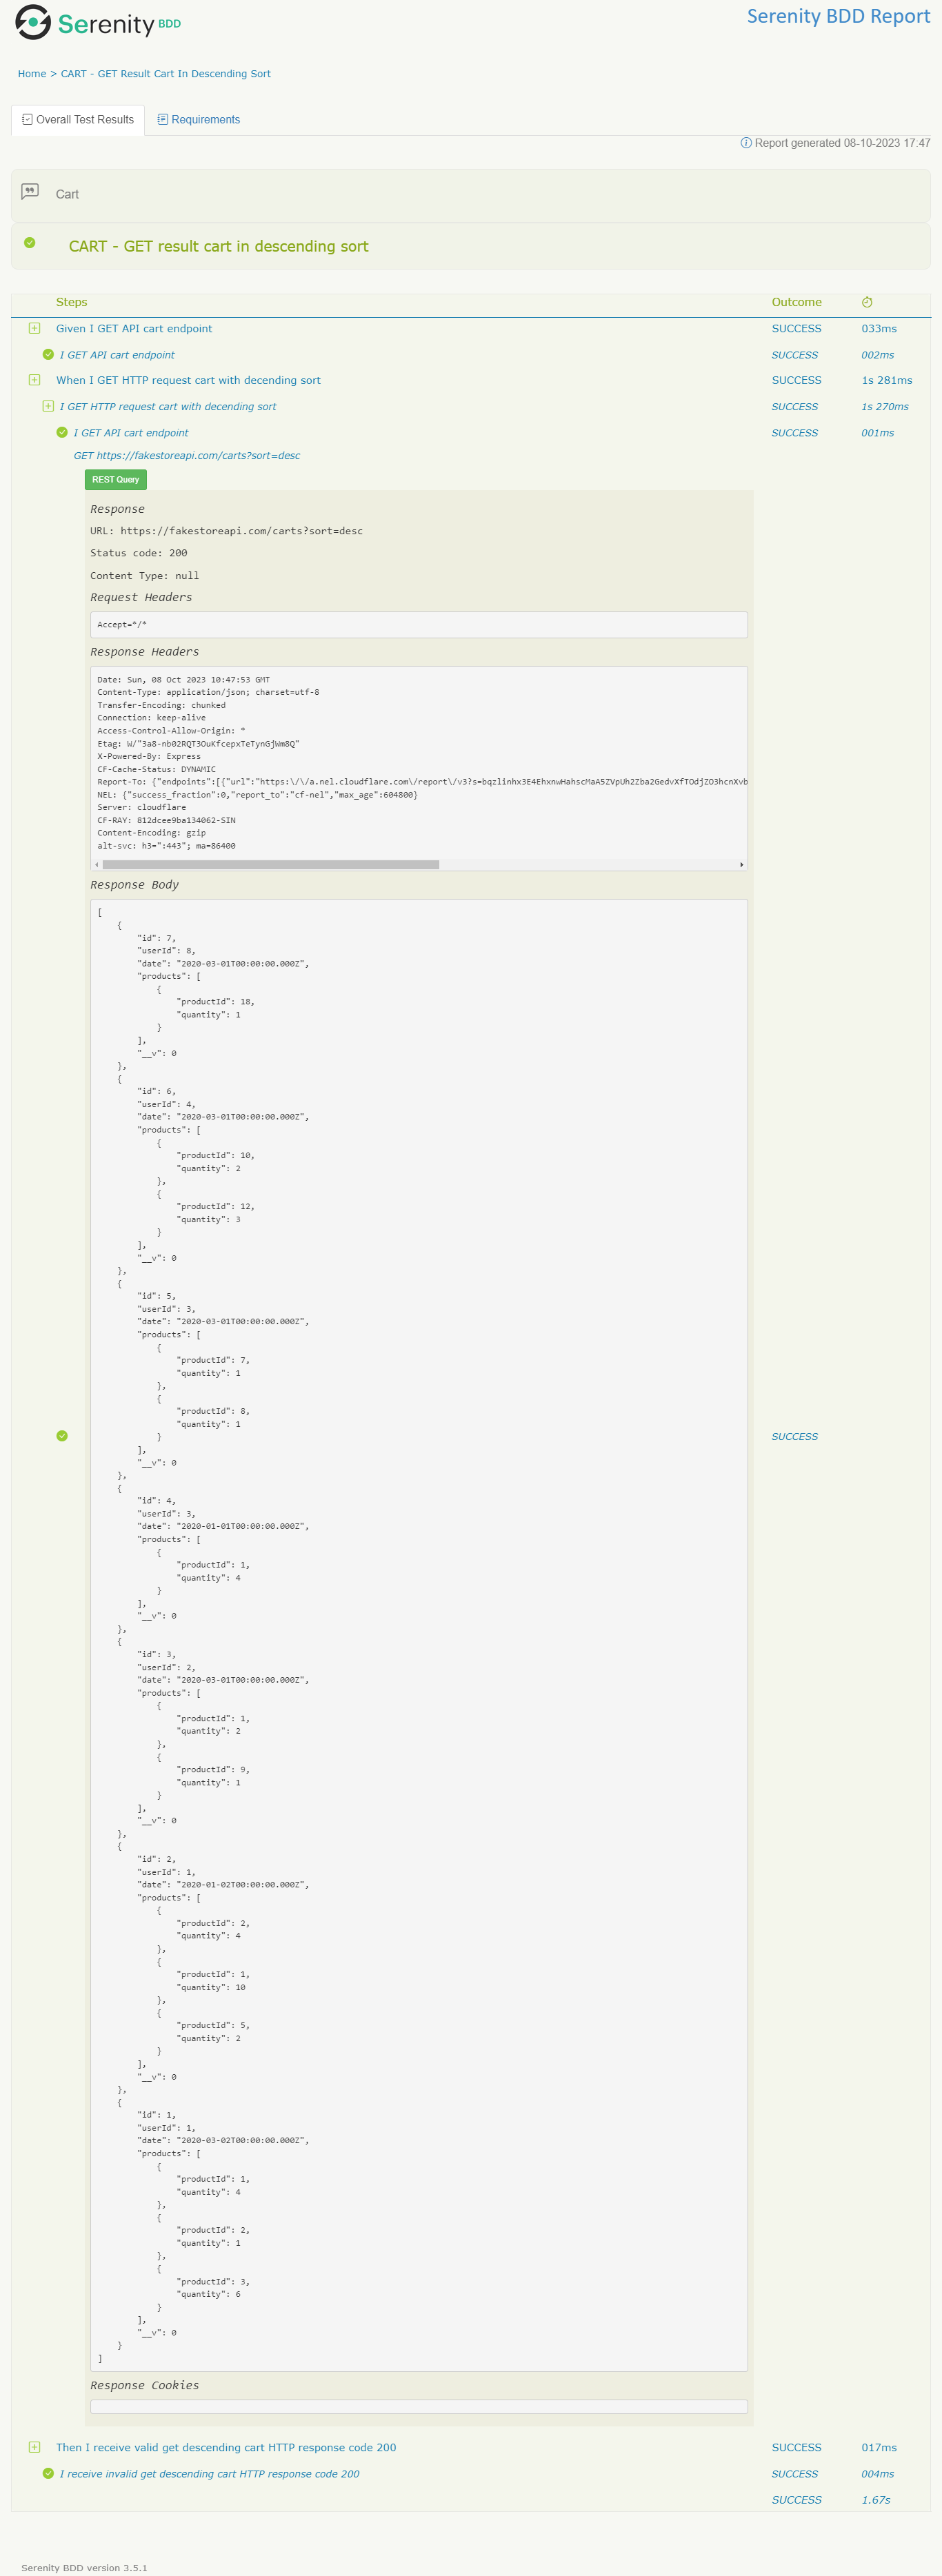 Serenity BDD
Serenity BDD Report
Home > CART - GET Result Cart In Descending Sort
Overall Test Results
Requirements
Report generated 08-10-2023 17:47
Cart
CART - GET result cart in descending sort
Steps Outcome
Given I GET API cart endpoint SUCCESS 033ms
I GET API cart endpoint SUCCESS 002ms
When I GET HTTP request cart with decending sort SUCCESS 1s 281ms
I GET HTTP request cart with decending sort SUCCESS 1s 270ms
I GET API cart endpoint SUCCESS 001ms
GET https://fakestoreapi.com/carts?sort=desc
REST Query
Response
URL: https://fakestoreapi.com/carts?sort=desc
Status code: 200
Content Type: null
Request Headers
Accept=*/*
Response Headers
Date: Sun, 08 Oct 2023 10:47:53 GMT
Content-Type: application/json; charset=utf-8
Transfer-Encoding: chunked
Connection: keep-alive
Access-Control-Allow-Origin: *
Etag: W/"3a8-nb02RQT3OuKfcepxTeTynGjWm8Q"
X-Powered-By: Express
CF-Cache-Status: DYNAMIC
Report-To: {"endpoints":[{"url":"https:\/\/a.nel.cloudflare.com\/report\/v3?s=bqzlinhx3E4EhxnwHahscMaA5ZVpUh2Zba2GedvXfTOdjZO3hcnXvb
NEL: {"success_fraction":0,"report_to":"cf-nel","max_age":604800}
Server: cloudflare
CF-RAY: 812dcee9ba134062-SIN
Content-Encoding: gzip
alt-svc: h3=":443"; ma=86400
Response Body
[
{
"id": 7,
"userId": 8,
"date": "2020-03-01T00:00:00.000Z",
"products": [
{
"productId": 18,
"quantity": 1
}
],
"__v": 0
},
{
"id": 6,
"userId": 4,
"date": "2020-03-01T00:00:00.000Z",
"products": [
{
"productId": 10,
"quantity": 2
},
{
"productId": 12,
"quantity": 3
}
],
"__v": 0
},
{
"id": 5,
"userId": 3,
"date": "2020-03-01T00:00:00.000Z",
"products": [
{
"productId": 7,
"quantity": 1
},
{
"productId": 8,
"quantity": 1
}
],
"__v": 0
},
{
"id": 4,
"userId": 3,
"date": "2020-01-01T00:00:00.000Z",
"products": [
{
"productId": 1,
"quantity": 4
}
],
"__v": 0
},
{
"id": 3,
"userId": 2,
"date": "2020-03-01T00:00:00.000Z",
"products": [
{
"productId": 1,
"quantity": 2
},
{
"productId": 9,
"quantity": 1
}
],
"__v": 0
},
{
"id": 2,
"userId": 1,
"date": "2020-01-02T00:00:00.000Z",
"products": [
{
"productId": 2,
"quantity": 4
},
{
"productId": 1,
"quantity": 10
},
{
"productId": 5,
"quantity": 2
}
],
"__v": 0
},
{
"id": 1,
"userId": 1,
"date": "2020-03-02T00:00:00.000Z",
"products": [
{
"productId": 1,
"quantity": 4
},
{
"productId": 2,
"quantity": 1
},
{
"productId": 3,
"quantity": 6
}
],
"__v": 0
}
]
Response Cookies
SUCCESS
Then I receive valid get descending cart HTTP response code 200 SUCCESS 017ms
I receive invalid get descending cart HTTP response code 200 SUCCESS 004ms
SUCCESS 1.67s
Serenity BDD version 3.5.1